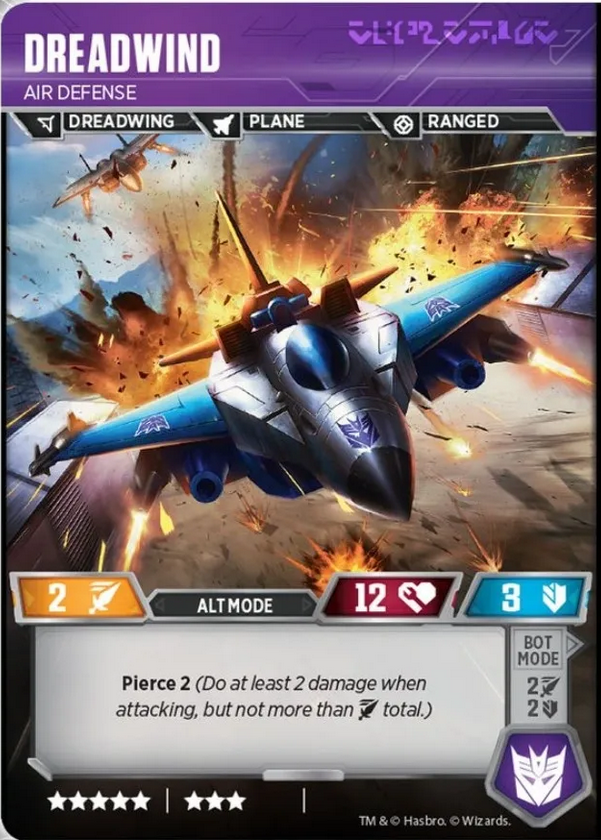 DREADWIND
AIR DEFENSE
DREADWING PLANE RANGED
2 ALT MODE 12 3
Pierce 2 (Do at least 2 damage when
attacking, but not more than total.)
BOT
MODE
2
2
TM & © Hasbro. © Wizards.